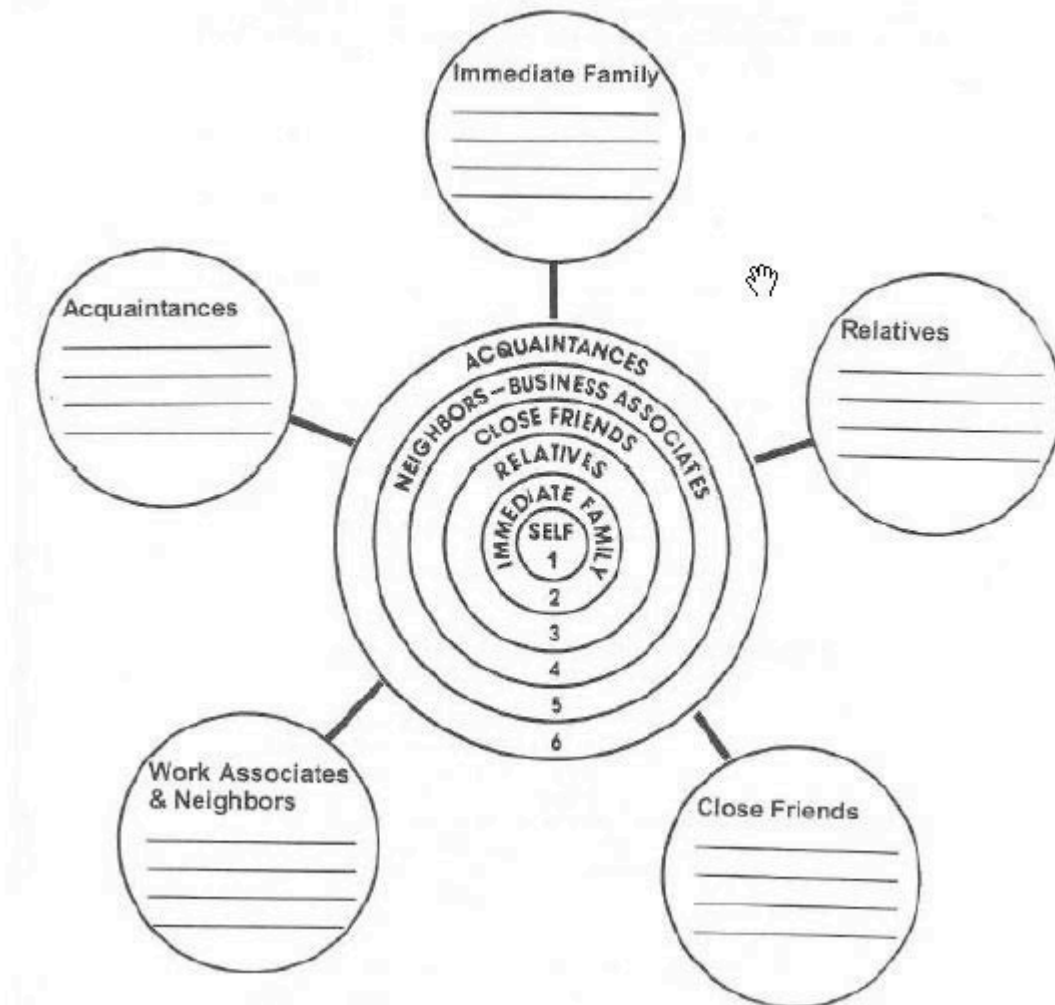 Immediate Family
Acquaintances
Relatives
ACQUAINTANCES
NEIGHBORS—BUSINESS ASSOCIATES
CLOSE FRIENDS
RELATIVES
IMMEDIATE FAMILY
SELF
1
2
3
4
5
6
Work Associates
& Neighbors
Close Friends